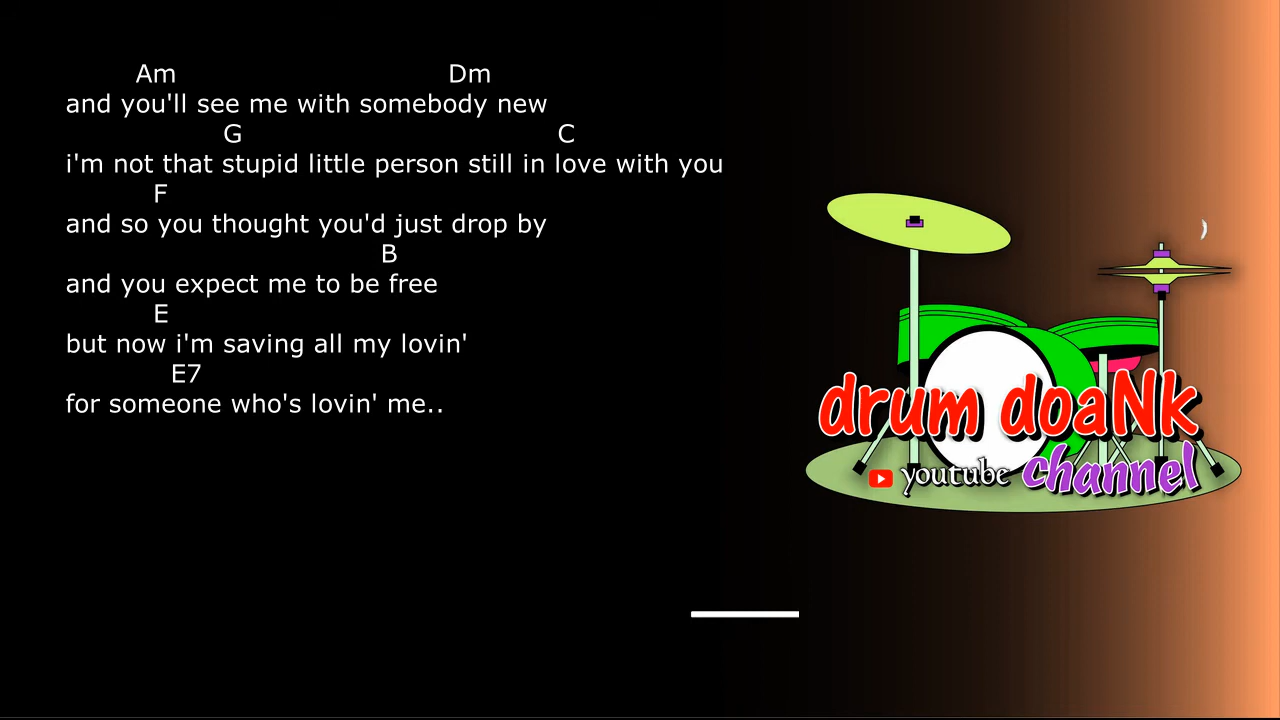 Am Dm
and you'll see me with somebody new
G C
i'm not that stupid little person still in love with you
F
and so you thought you'd just drop by
B
and you expect me to be free
E
but now i'm saving all my lovin'
E7
for someone who's lovin' me..
drum doaNk
youtube channel